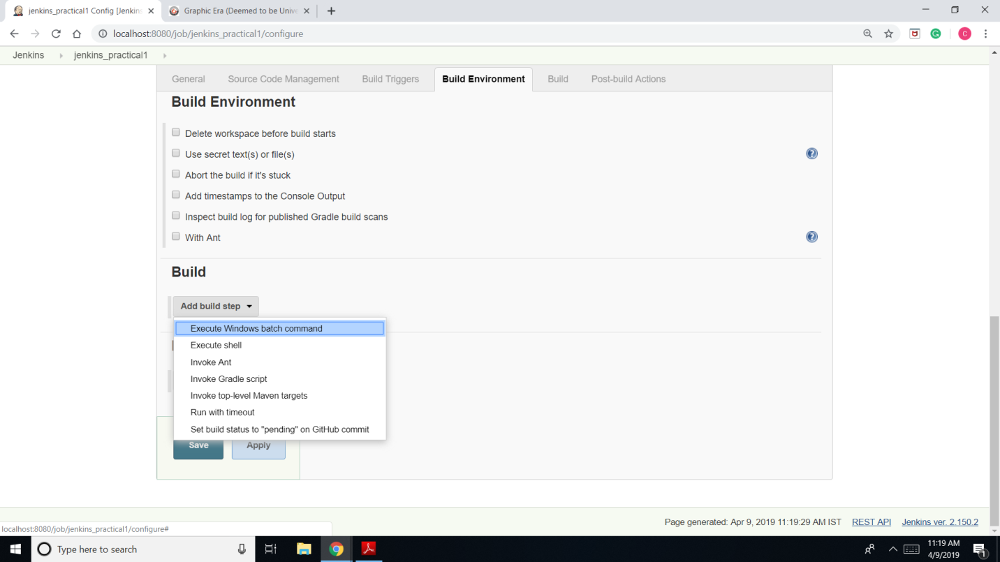 jenkins_practical1 Config [Jenkins
Graphic Era (Deemed to be Unive
localhost:8080/job/jenkins_practical1/configure
C
Jenkins
jenkins_practical1
General
Source Code Management
Build Triggers
Build Environment
Build
Post-build Actions
Build Environment
Delete workspace before build starts
Use secret text(s) or file(s)
Abort the build if it's stuck
Add timestamps to the Console Output
Inspect build log for published Gradle build scans
With Ant
Build
Add build step
Execute Windows batch command
Execute shell
Invoke Ant
Invoke Gradle script
Invoke top-level Maven targets
Run with timeout
Set build status to "pending" on GitHub commit
Save
Apply
Page generated: Apr 9, 2019 11:19:29 AM IST
REST API
Jenkins ver. 2.150.2
localhost:8080/job/jenkins_practical1/configure#
Type here to search
11:19 AM
4/9/2019
1